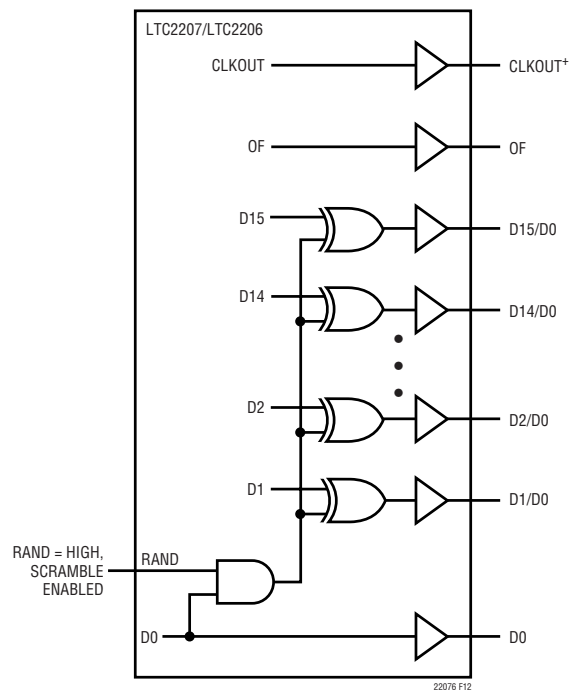 LTC2207/LTC2206
CLKOUT
CLKOUT+
OF
OF
D15
D15/D0
D14
D14/D0
D2
D2/D0
D1
D1/D0
RAND = HIGH,
SCRAMBLE
ENABLED
RAND
D0
D0
22076 F12